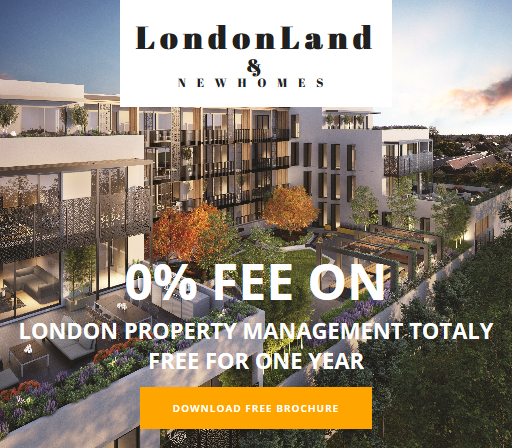 LondonLand
&
NEWHOMES
0% FEE ON
LONDON PROPERTY MANAGEMENT TOTALY
FREE FOR ONE YEAR
DOWNLOAD FREE BROCHURE